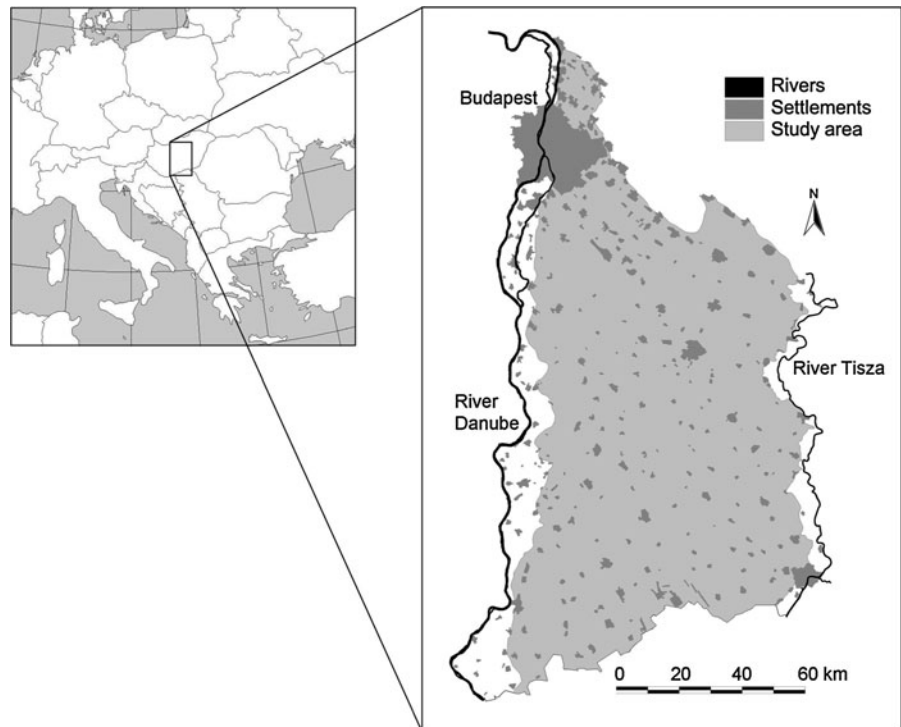 Budapest
Rivers
Settlements
Study area
N
River Tisza
River
Danube
0 20 40 60 km